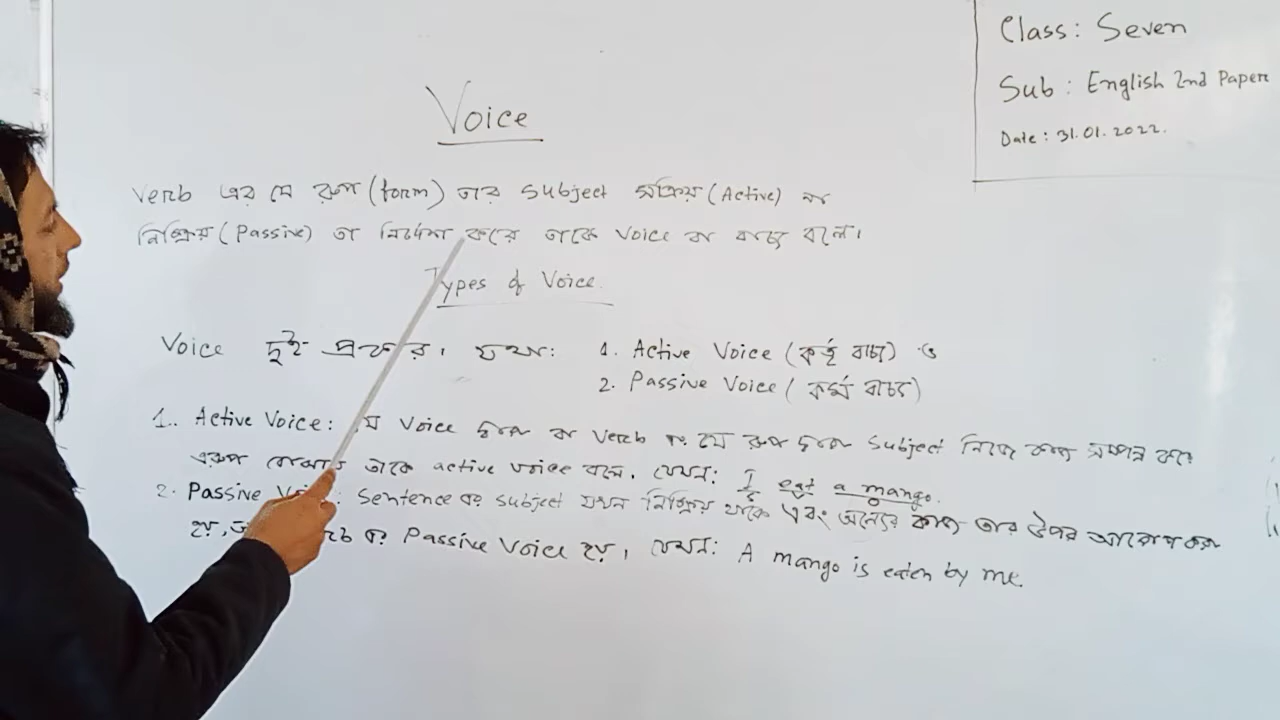 Class: Seven
Sub: English 2nd Paper
Date: 31.01.2022.
Voice
Verb এর যে রূপ (form) তার subject সক্রিয় (Active) না
নিষ্ক্রিয় (Passive) তা নির্দেশ করে তাকে Voice বা বাচ্য বলে।
Types of Voice.
Voice দুই প্রকার। যথা: 1. Active Voice (কর্তৃ বাচ্য) ও
2. Passive Voice (কর্ম বাচ্য)
1. Active Voice: যে Voice দ্বারা বা Verb এর যে রূপ দ্বারা Subject নিজে কাজ সম্পন্ন করে
এরূপ বোঝায় তাকে active voice বলে, যেমন: I eat a mango.
S O
2. Passive Voice: Sentence এর subject যখন নিষ্ক্রিয় থাকে এবং অন্যের কাজ তার উপর আরোপ করা
হয়, verb এর Passive Voice হয়, যেমন: A mango is eaten by me.